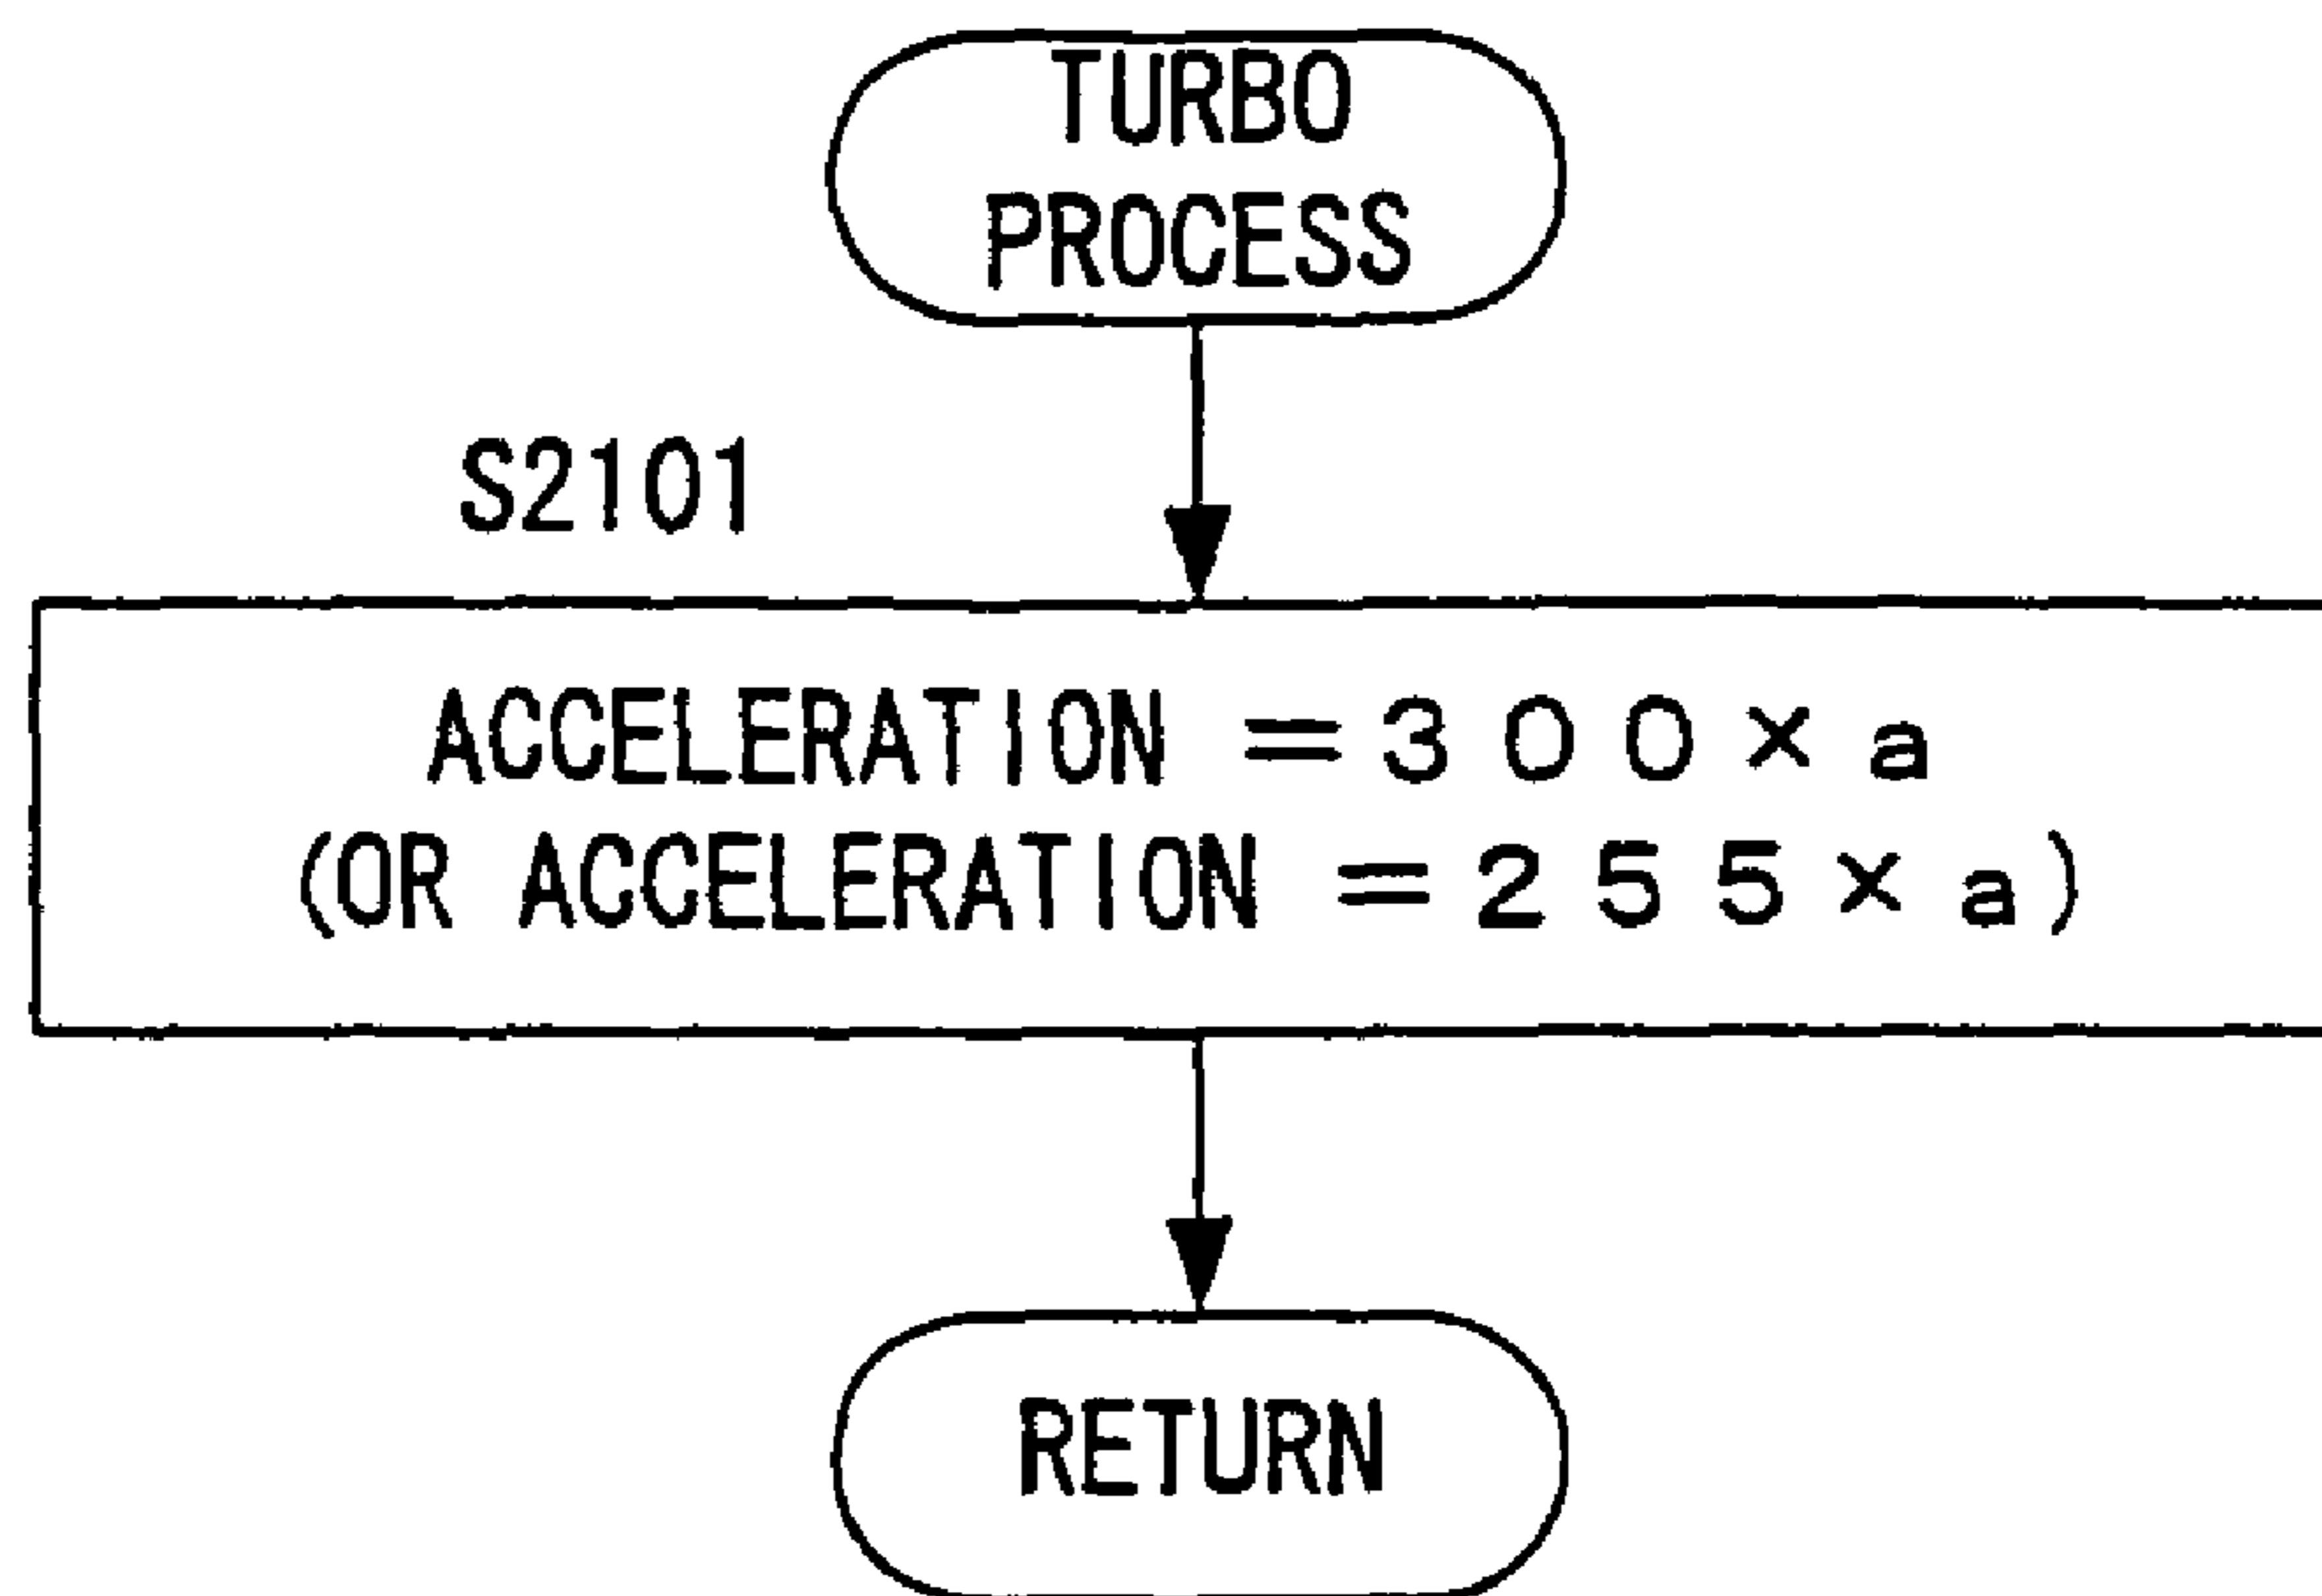 TURBO
PROCESS
S2101
ACCELERATION =300×a
(OR ACCELERATION =255×a)
RETURN